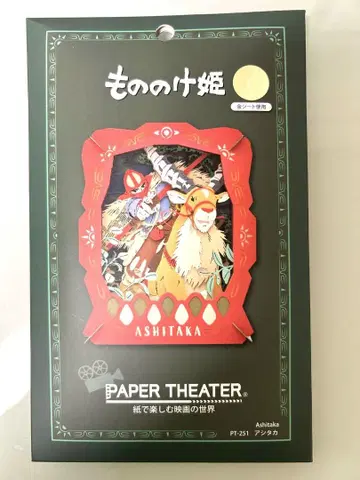 もののけ姫
金シート使用
ASHITAKA
PAPER THEATER®
紙で楽しむ映画の世界
Ashitaka
PT-251 アシタカ